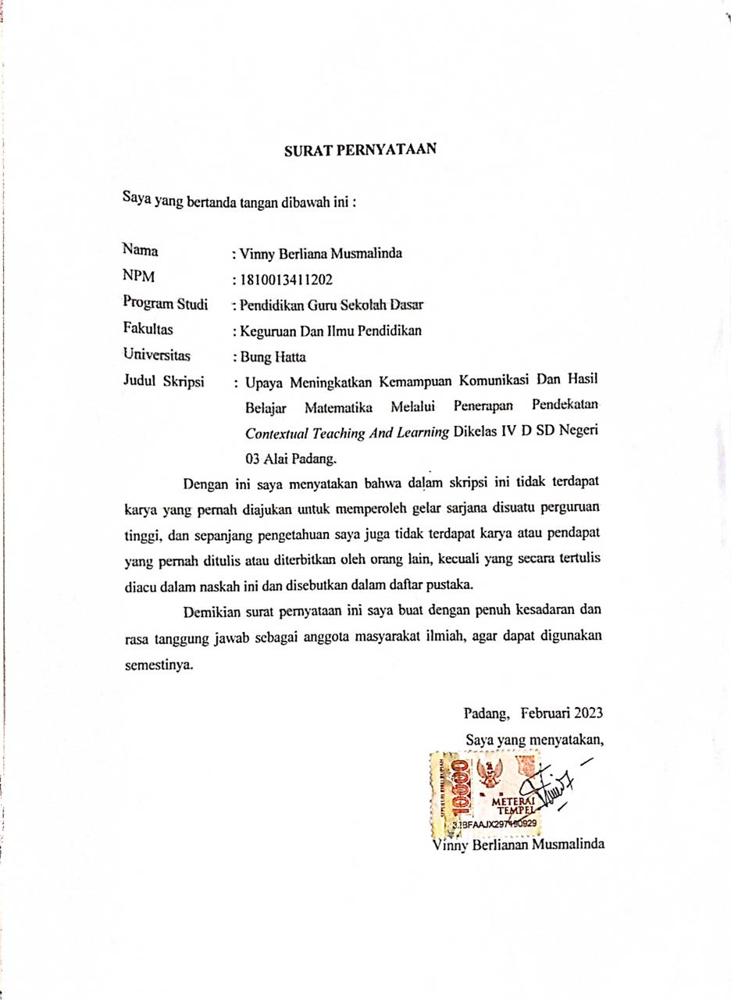 SURAT PERNYATAAN
Saya yang bertanda tangan dibawah ini :
Nama : Vinny Berliana Musmalinda
NPM : 1810013411202
Program Studi : Pendidikan Guru Sekolah Dasar
Fakultas : Keguruan Dan Ilmu Pendidikan
Universitas : Bung Hatta
Judul Skripsi : Upaya Meningkatkan Kemampuan Komunikasi Dan Hasil
Belajar Matematika Melalui Penerapan Pendekatan
Contextual Teaching And Learning Dikelas IV D SD Negeri
03 Alai Padang.
Dengan ini saya menyatakan bahwa dalam skripsi ini tidak terdapat
karya yang pernah diajukan untuk memperoleh gelar sarjana disuatu perguruan
tinggi, dan sepanjang pengetahuan saya juga tidak terdapat karya atau pendapat
yang pernah ditulis atau diterbitkan oleh orang lain, kecuali yang secara tertulis
diacu dalam naskah ini dan disebutkan dalam daftar pustaka.
Demikian surat pernyataan ini saya buat dengan penuh kesadaran dan
rasa tanggung jawab sebagai anggota masyarakat ilmiah, agar dapat digunakan
semestinya.
Padang, Februari 2023
Saya yang menyatakan,
10000
METERAI
TEMPEL
Vinny Berlianan Musmalinda